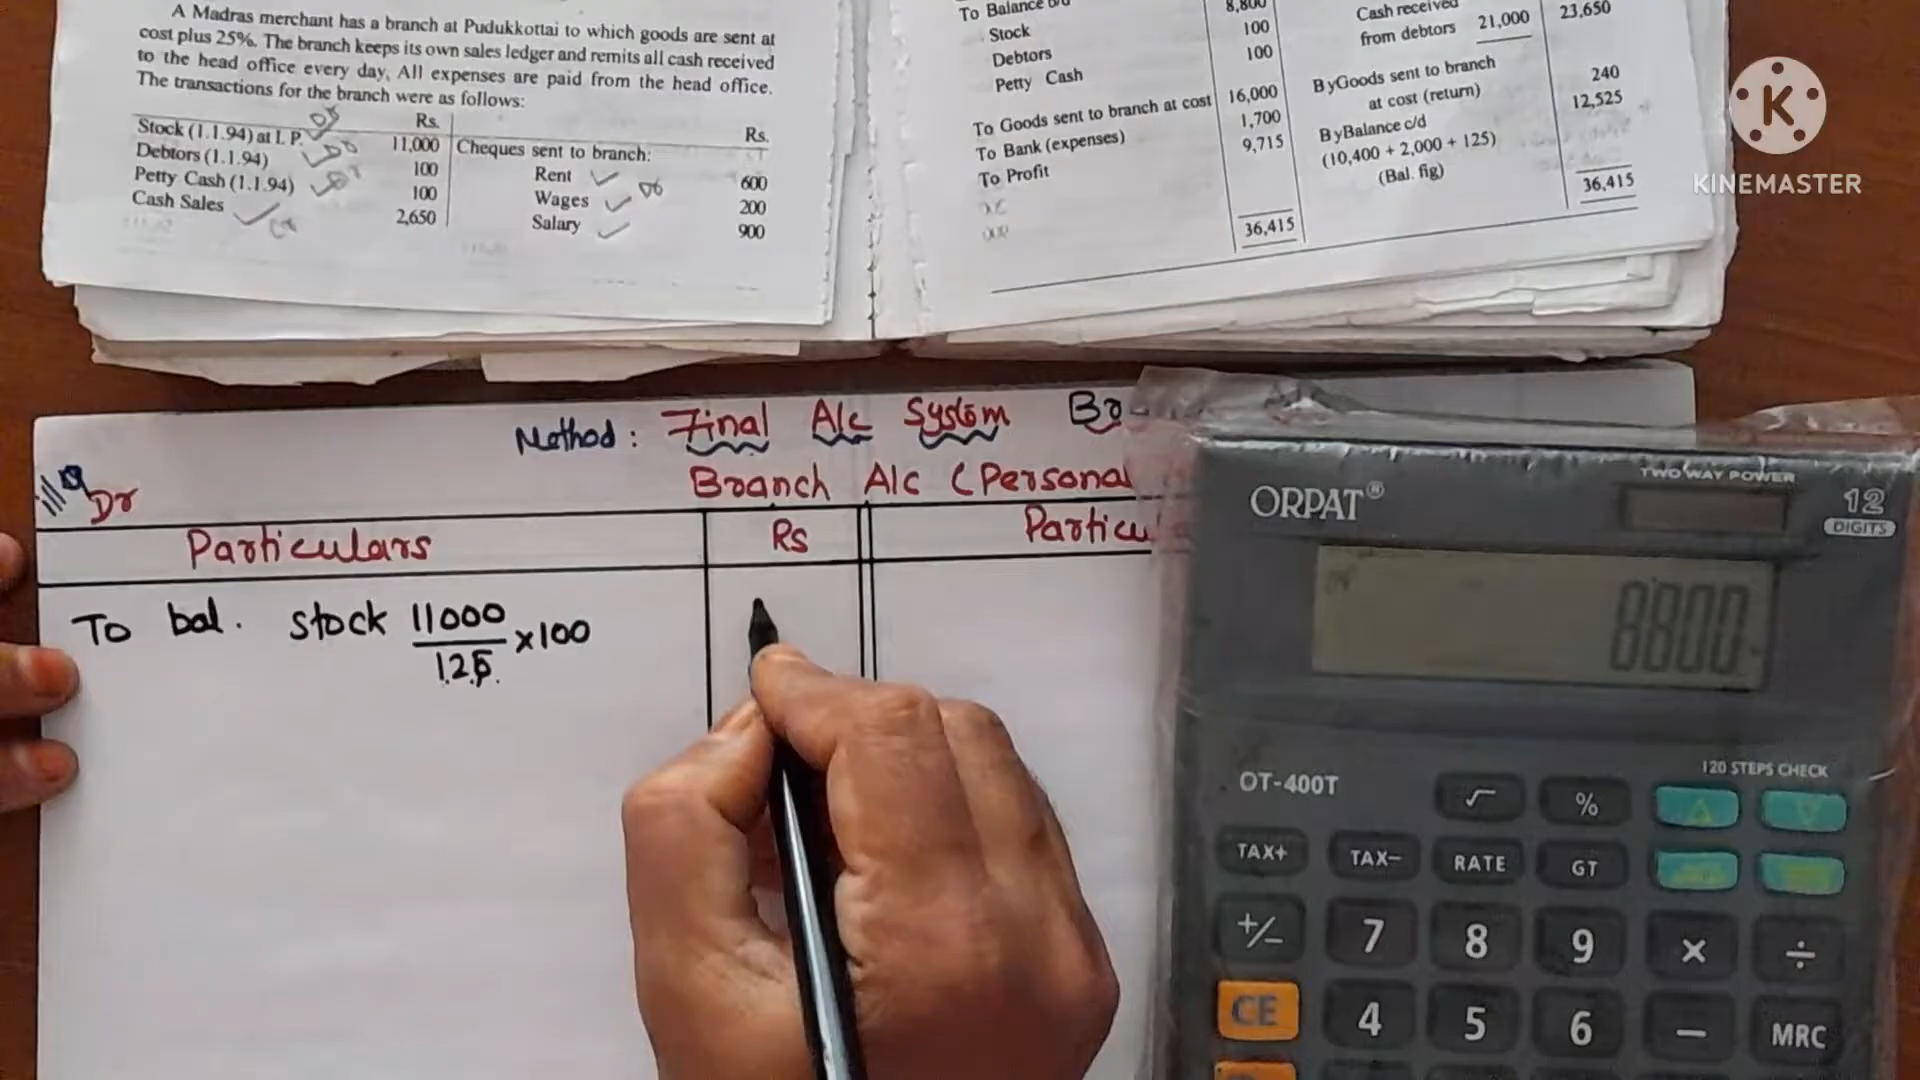 A Madras merchant has a branch at Pudukkottai to which goods are sent at
cost plus 25%. The branch keeps its own sales ledger and remits all cash received
to the head office every day. All expenses are paid from the head office.
The transactions for the branch were as follows:
Rs. Rs.
Stock (1.1.94) at I. P. 11,000 Cheques sent to branch:
Debtors (1.1.94) 100 Rent 600
Petty Cash (1.1.94) 100 Wages 200
Cash Sales 2,650 Salary 900
To Balance b/d
Stock 8,800
Debtors 100
Petty Cash 100
To Goods sent to branch at cost 16,000
To Bank (expenses) 1,700
To Profit 9,715
36,415
Cash received
from debtors 21,000 23,650
ByGoods sent to branch
at cost (return) 240
ByBalance c/d 12,525
(10,400 + 2,000 + 125)
(Bal. fig)
36,415
K
KINEMASTER
Method: Final A/c System
Dr Branch A/c (Personal
Particulars Rs
To bal. stock 11000/125 ×100
ORPAT®
TWO WAY POWER
12
DIGITS
8800
OT-400T
120 STEPS CHECK
√ %
TAX+ TAX− RATE GT
+/− 7 8 9 × ÷
CE 4 5 6 − MRC